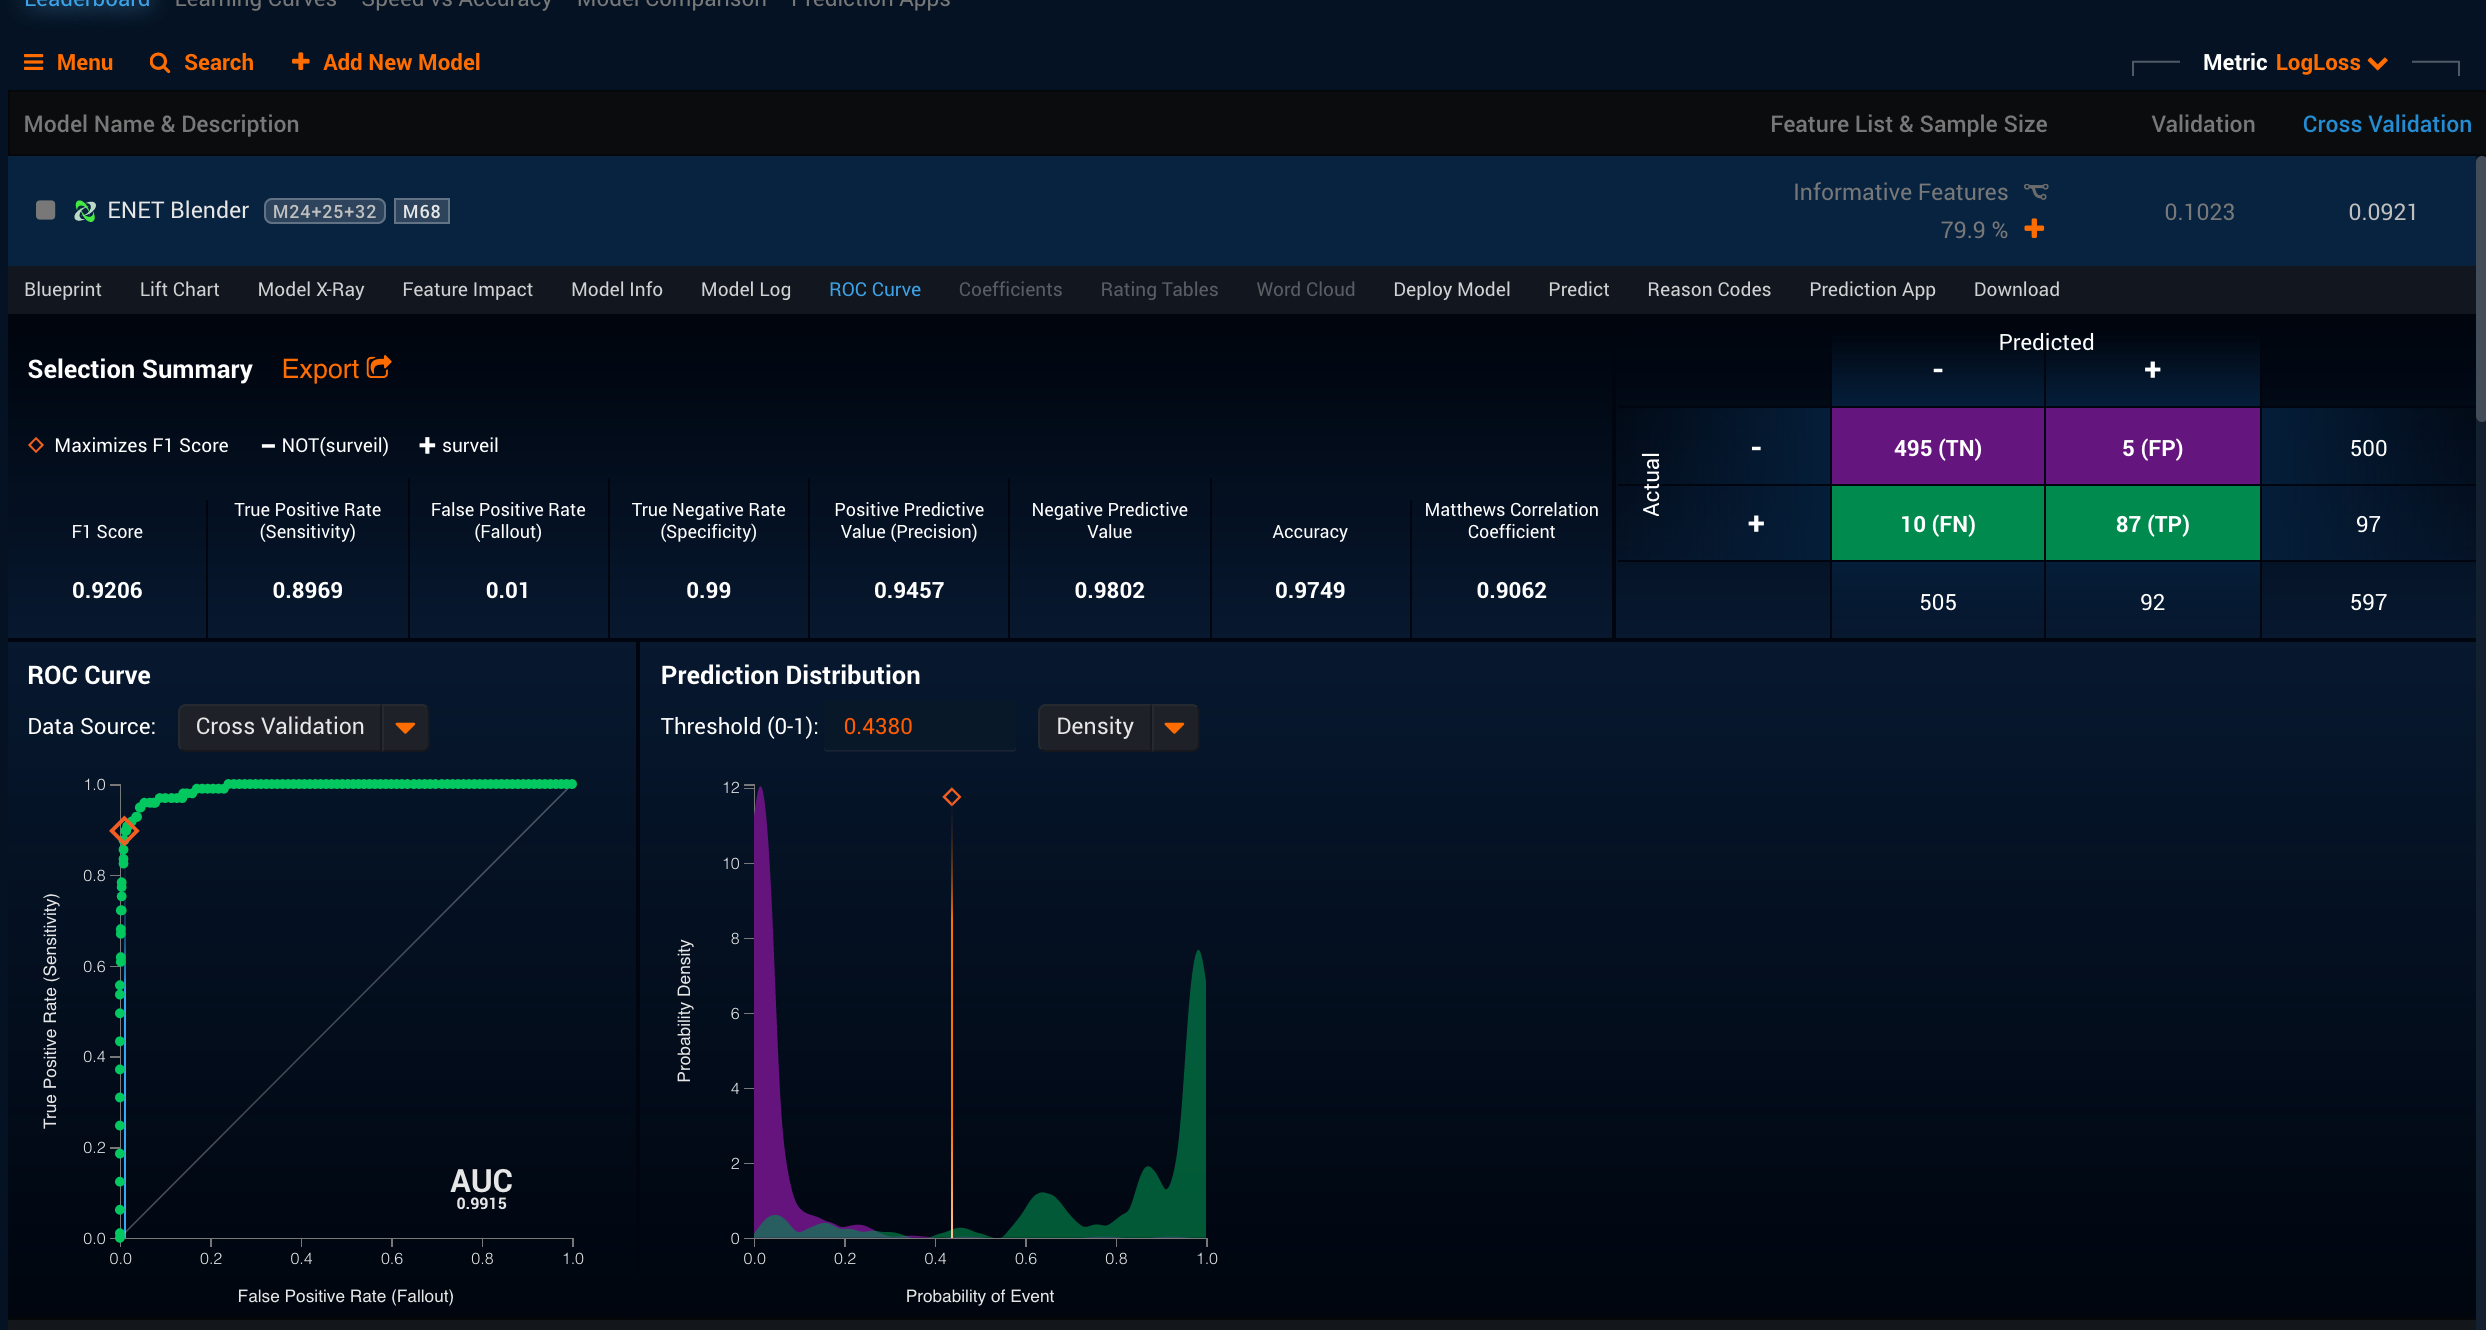 Leaderboard Learning Curves Speed vs Accuracy Model Comparison Prediction Apps
Menu Search Add New Model
Metric LogLoss
Model Name & Description Feature List & Sample Size Validation Cross Validation
ENET Blender M24+25+32 M68
Informative Features
79.9 %
0.1023 0.0921
Blueprint Lift Chart Model X-Ray Feature Impact Model Info Model Log ROC Curve Coefficients Rating Tables Word Cloud Deploy Model Predict Reason Codes Prediction App Download
Selection Summary Export
Maximizes F1 Score - NOT(surveil) + surveil
F1 Score
0.9206
True Positive Rate
(Sensitivity)
0.8969
False Positive Rate
(Fallout)
0.01
True Negative Rate
(Specificity)
0.99
Positive Predictive
Value (Precision)
0.9457
Negative Predictive
Value
0.9802
Accuracy
0.9749
Matthews Correlation
Coefficient
0.9062
Predicted
- +
Actual
- 495 (TN) 5 (FP) 500
+ 10 (FN) 87 (TP) 97
505 92 597
ROC Curve
Data Source: Cross Validation
True Positive Rate (Sensitivity)
1.0
0.8
0.6
0.4
0.2
0.0
AUC
0.9915
0.0 0.2 0.4 0.6 0.8 1.0
False Positive Rate (Fallout)
Prediction Distribution
Threshold (0-1): 0.4380 Density
Probability Density
12
10
8
6
4
2
0
0.0 0.2 0.4 0.6 0.8 1.0
Probability of Event